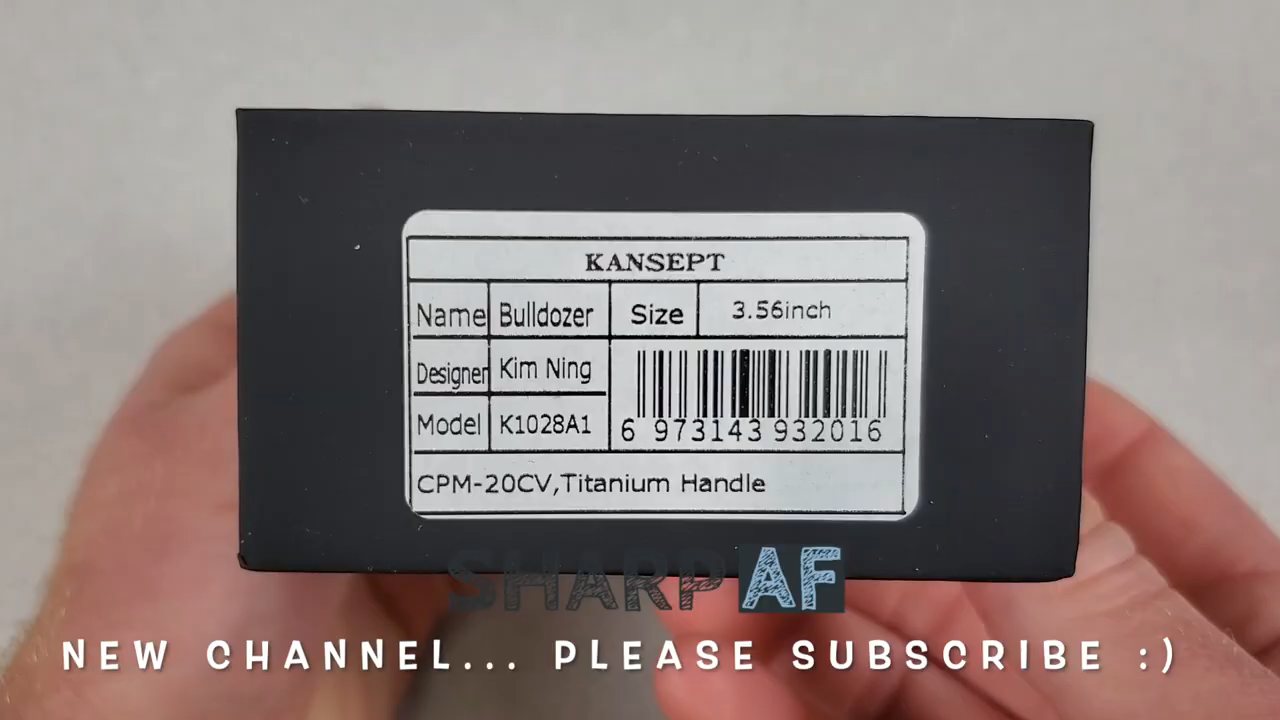 KANSEPT
Name Bulldozer Size 3.56inch
Designer Kim Ning
Model K1028A1
6 973143 932016
CPM-20CV,Titanium Handle
SHARP AF
NEW CHANNEL... PLEASE SUBSCRIBE :)